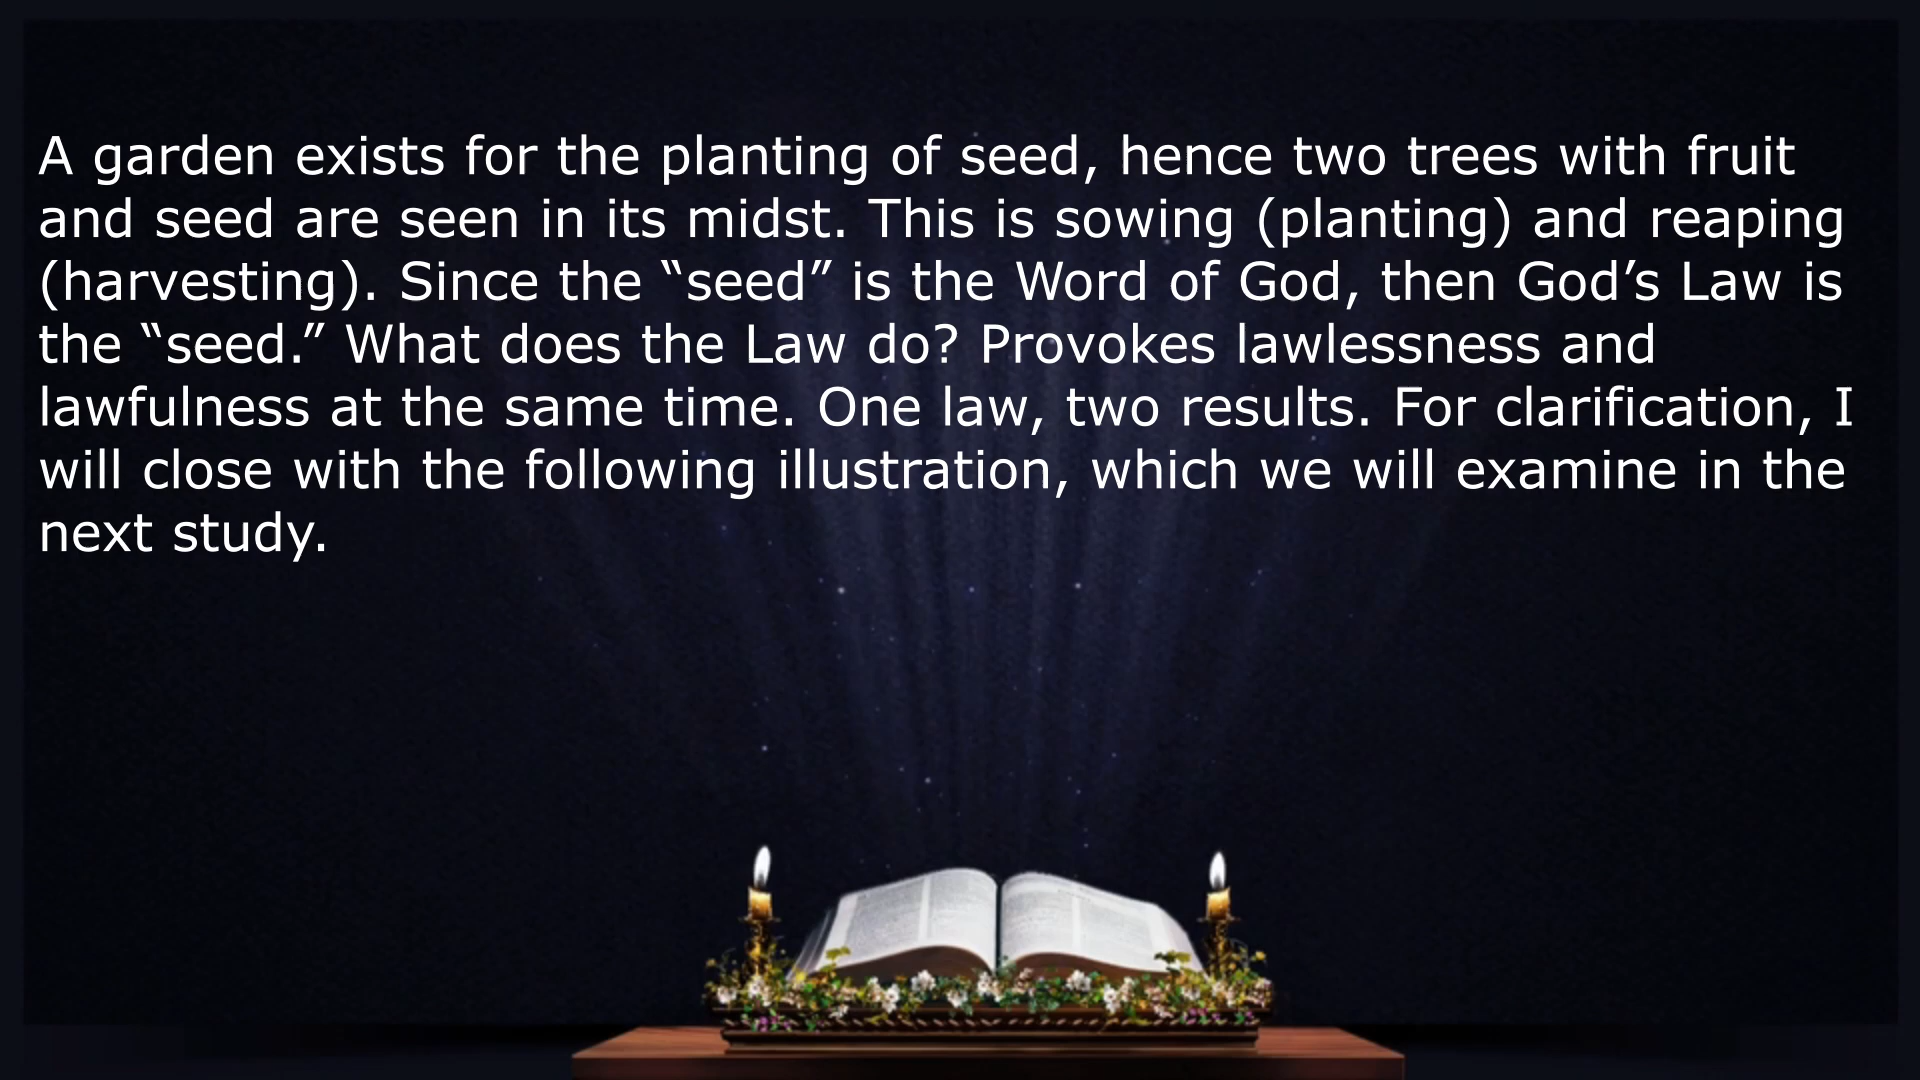 A garden exists for the planting of seed, hence two trees with fruit
and seed are seen in its midst. This is sowing (planting) and reaping
(harvesting). Since the “seed” is the Word of God, then God’s Law is
the “seed.” What does the Law do? Provokes lawlessness and
lawfulness at the same time. One law, two results. For clarification, I
will close with the following illustration, which we will examine in the
next study.